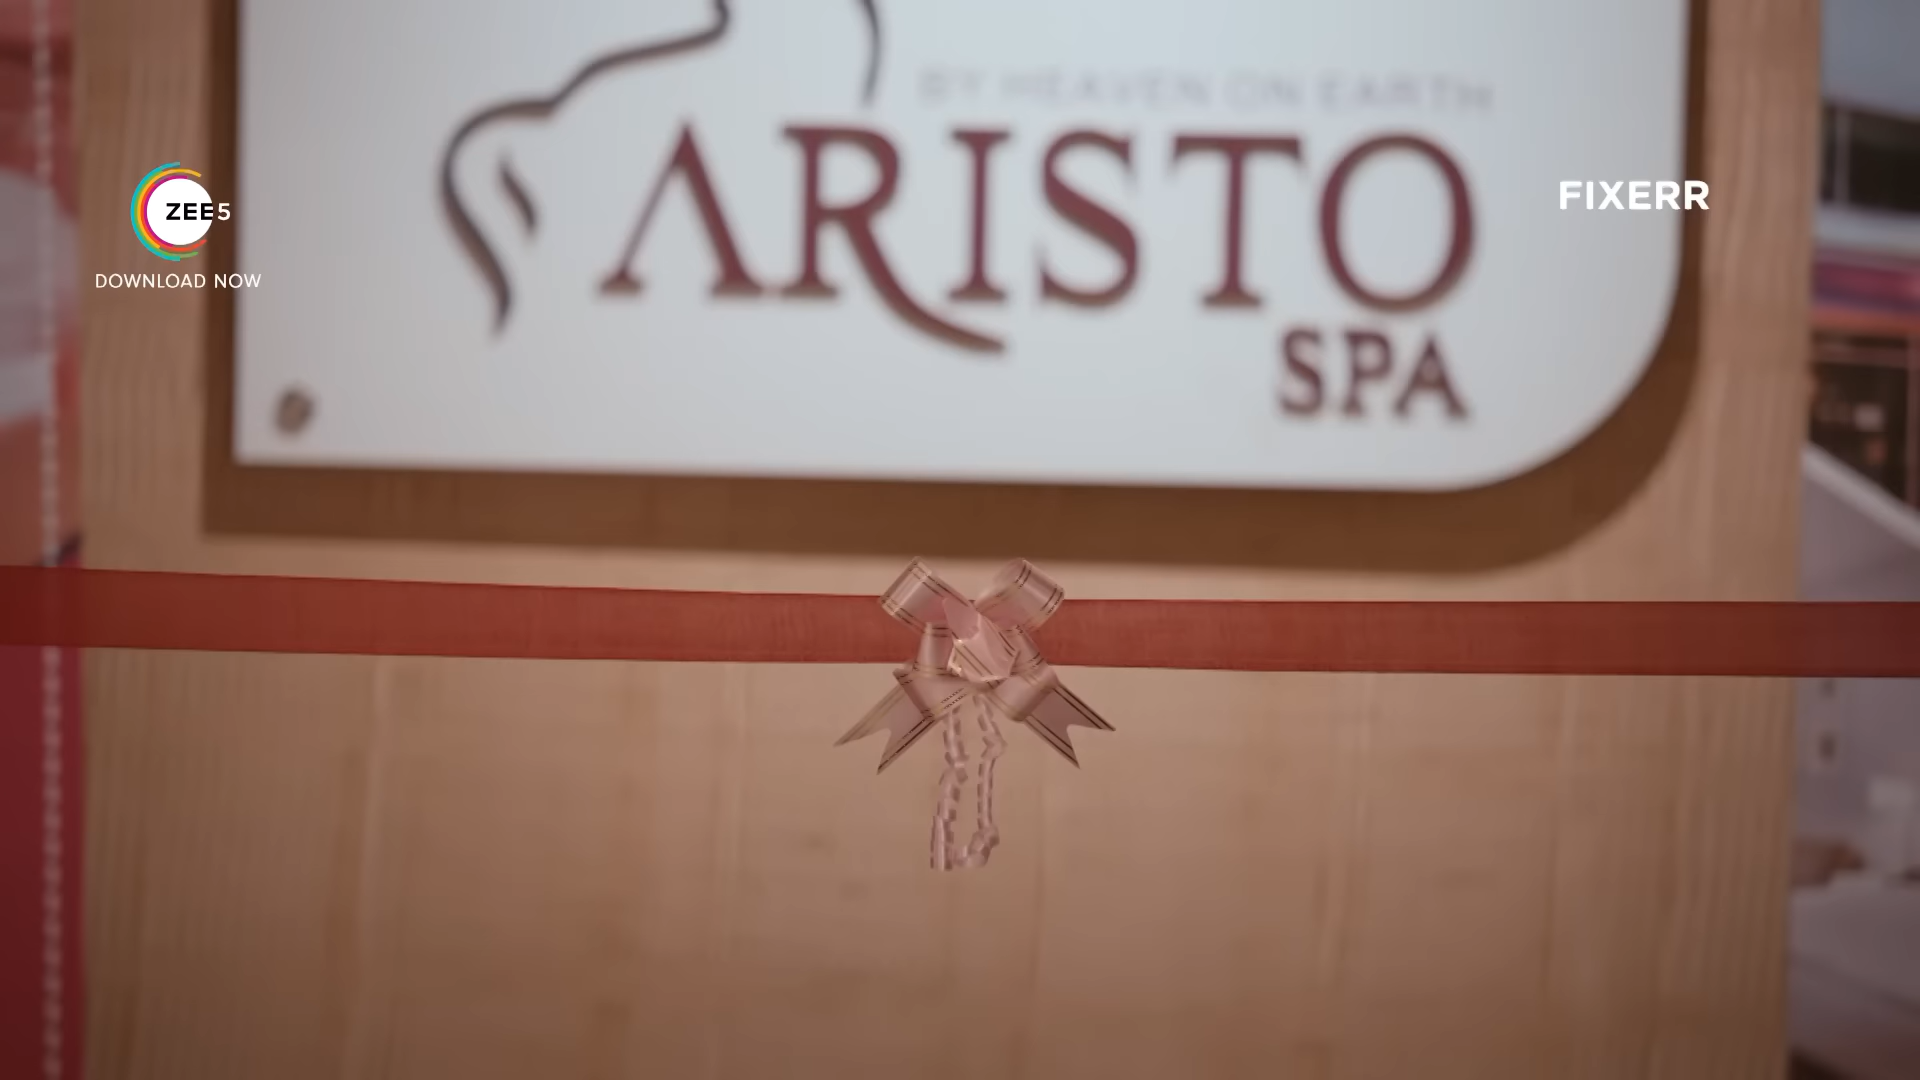 BY HEAVEN ON EARTH
ARISTO
SPA
ZEE5
DOWNLOAD NOW
FIXERR